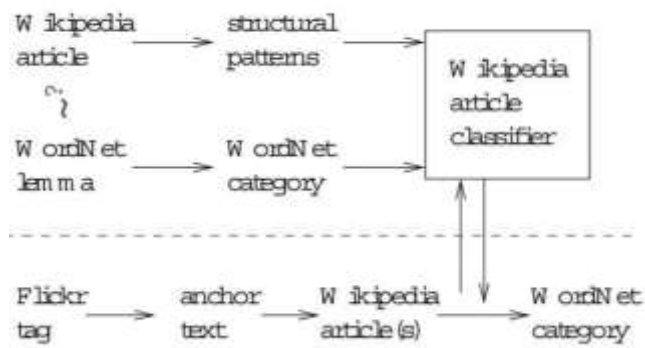 Wikipedia
article
structural
patterns
Wikipedia
article
classifier
?
~
WordNet
lemma
WordNet
category
Flickr
tag
anchor
text
Wikipedia
article(s)
WordNet
category